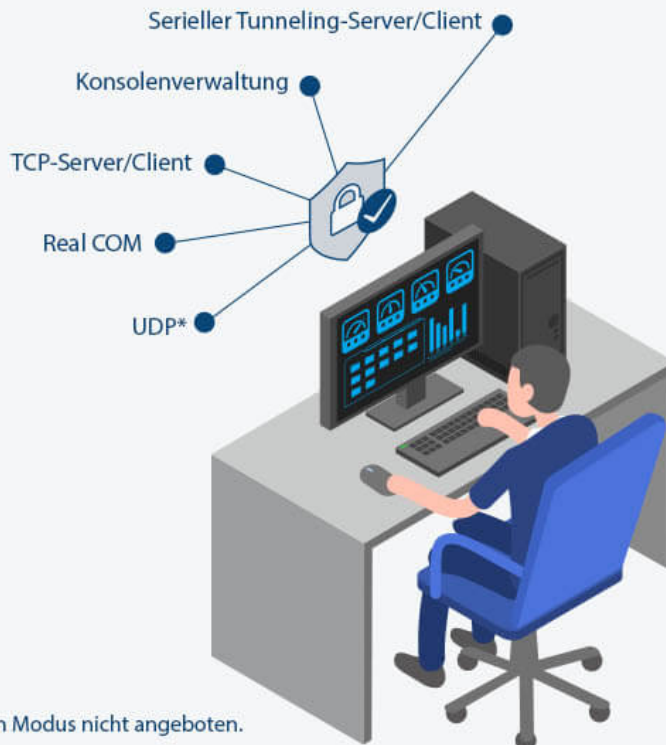 Serieller Tunneling-Server/Client
Konsolenverwaltung
TCP-Server/Client
Real COM
UDP*
Modus nicht angeboten.